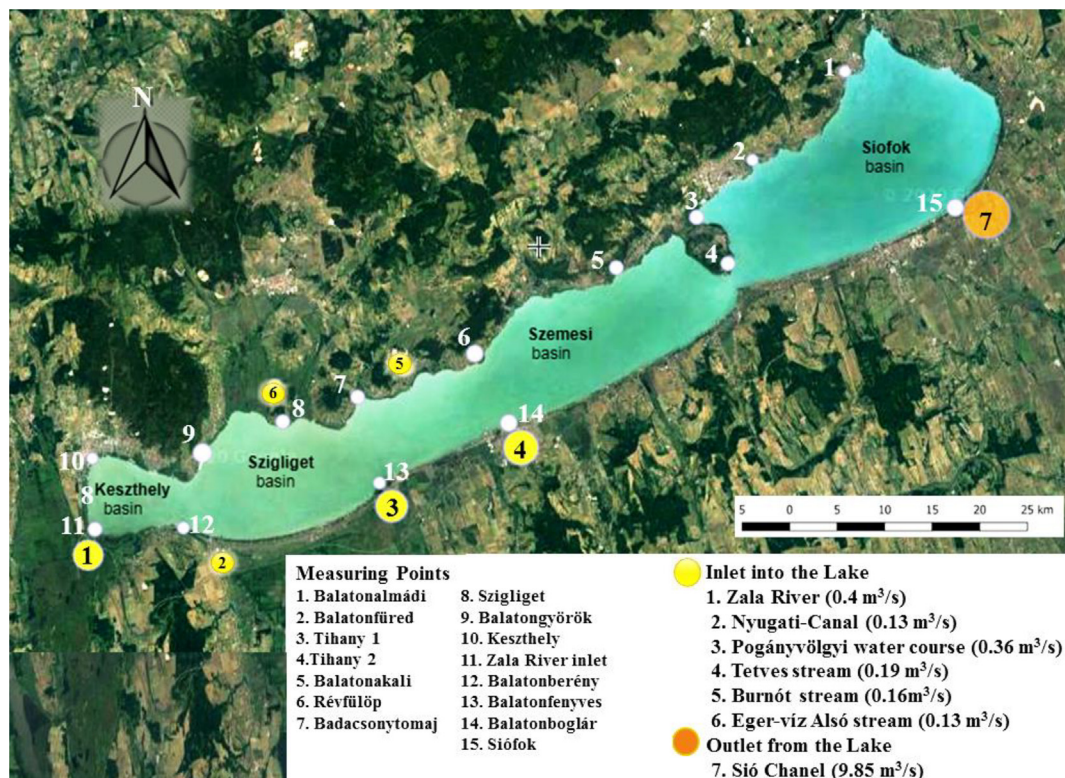 N
1
2
3
4
5
6
7
8
9
10
8
11
12
13
14
15
Siofok
basin
Szemesi
basin
Szigliget
basin
Keszthely
basin
1
2
3
4
5
6
7
5 0 5 10 15 20 25 km
Measuring Points
1. Balatonalmádi
2. Balatonfüred
3. Tihany 1
4.Tihany 2
5. Balatonakali
6. Révfülöp
7. Badacsonytomaj
8. Szigliget
9. Balatongyörök
10. Keszthely
11. Zala River inlet
12. Balatonberény
13. Balatonfenyves
14. Balatonboglár
15. Siófok
Inlet into the Lake
1. Zala River (0.4 m³/s)
2. Nyugati-Canal (0.13 m³/s)
3. Pogányvölgyi water course (0.36 m³/s)
4. Tetves stream (0.19 m³/s)
5. Burnót stream (0.16m³/s)
6. Eger-víz Alsó stream (0.13 m³/s)
Outlet from the Lake
7. Sió Chanel (9.85 m³/s)